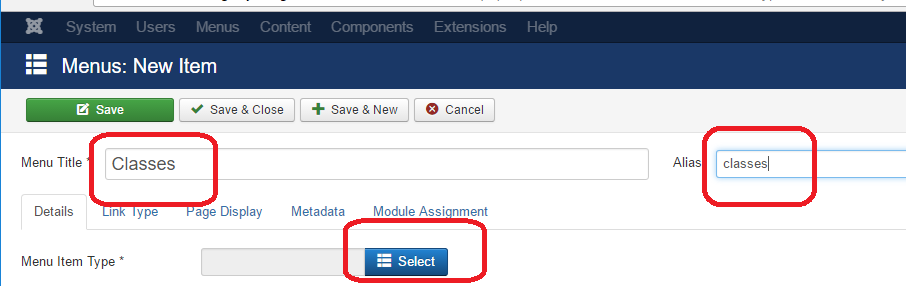 System Users Menus Content Components Extensions Help
Menus: New Item
Save Save & Close Save & New Cancel
Menu Title * Classes Alias classes
Details Link Type Page Display Metadata Module Assignment
Menu Item Type * Select